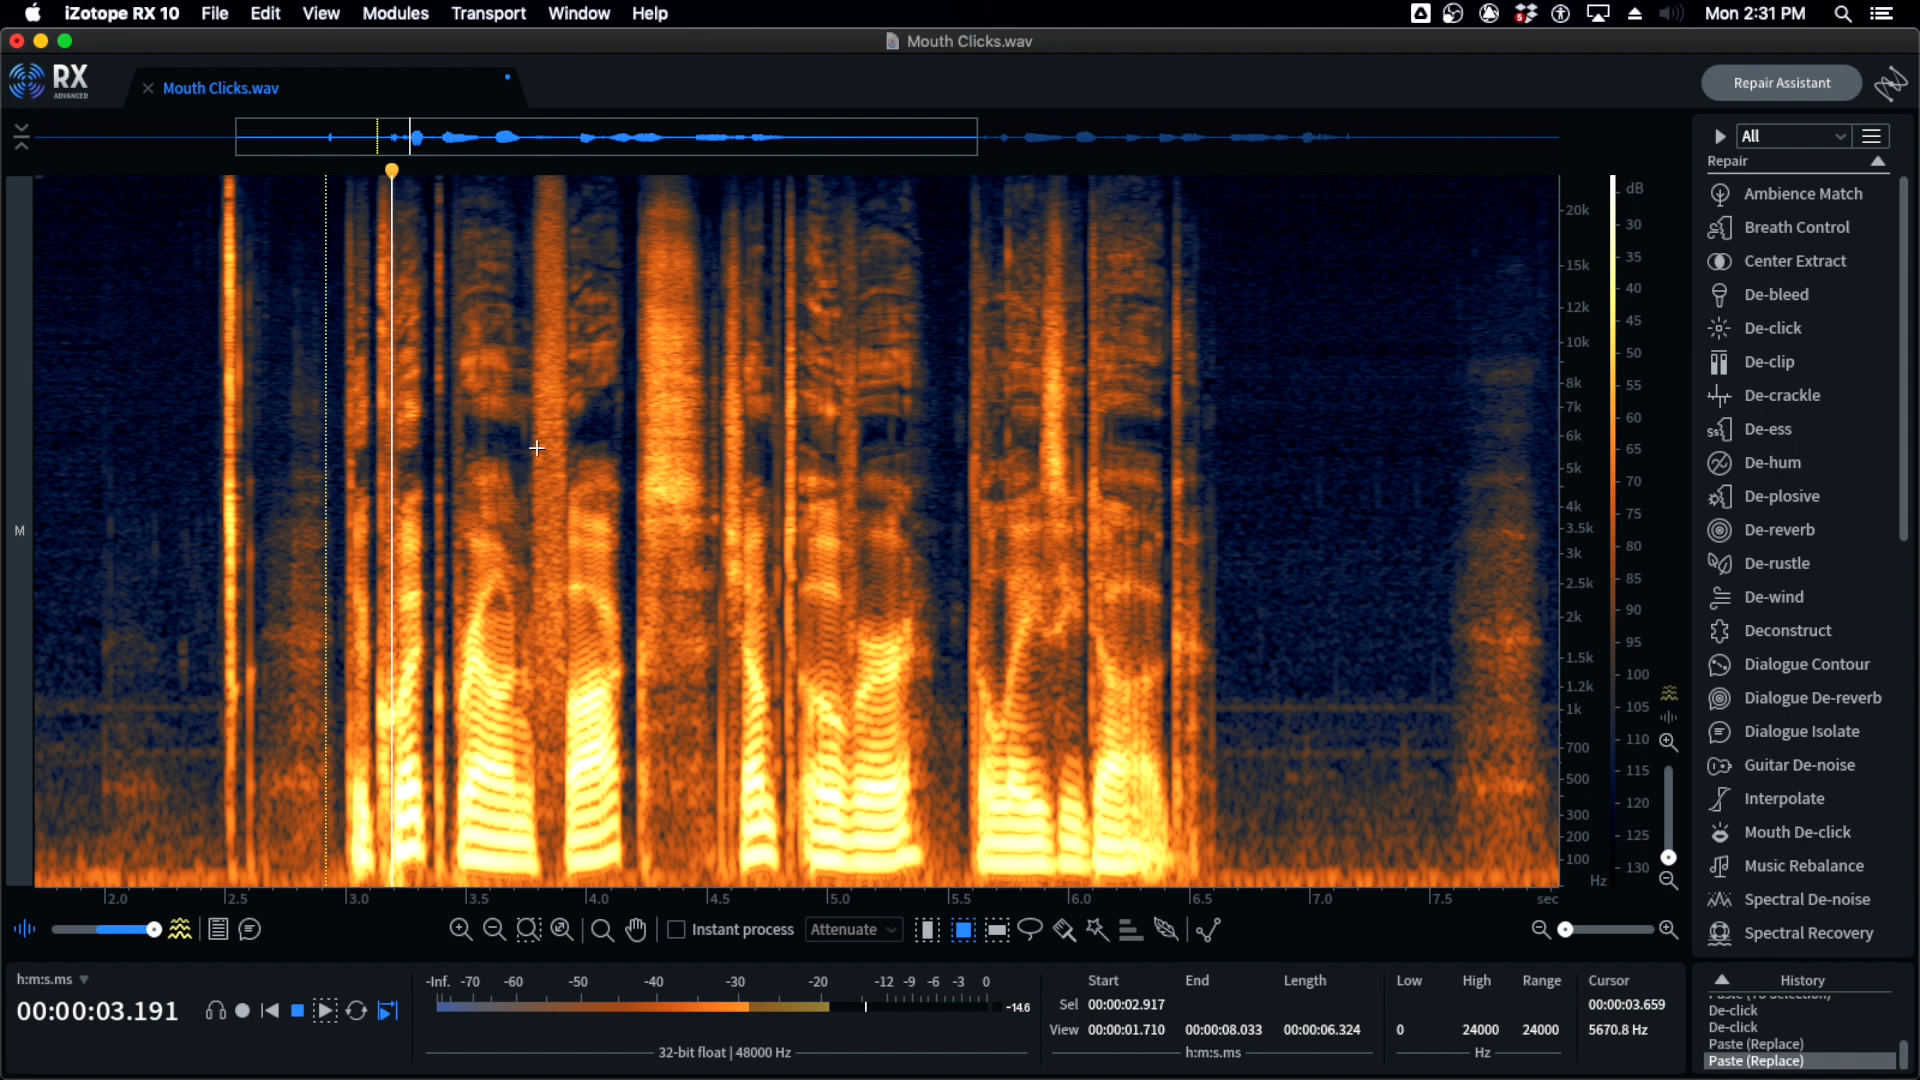 iZotope RX 10 File Edit View Modules Transport Window Help 5 Mon 2:31 PM
Mouth Clicks.wav
RX
ADVANCED
Mouth Clicks.wav
Repair Assistant
All
Repair
Ambience Match
Breath Control
Center Extract
De-bleed
De-click
De-clip
De-crackle
De-ess
De-hum
De-plosive
De-reverb
De-rustle
De-wind
Deconstruct
Dialogue Contour
Dialogue De-reverb
Dialogue Isolate
Guitar De-noise
Interpolate
Mouth De-click
Music Rebalance
Spectral De-noise
Spectral Recovery
M
20k
15k
12k
10k
8k
7k
6k
5k
4k
3.5k
3k
2.5k
2k
1.5k
1.2k
1k
700
500
300
200
100
Hz
dB
30
35
40
45
50
55
60
65
70
75
80
85
90
95
100
105
110
115
120
125
130
2.0 2.5 3.0 3.5 4.0 4.5 5.0 5.5 6.0 6.5 7.0 7.5 sec
Instant process Attenuate
h:m:s.ms
00:00:03.191
-Inf. -70 -60 -50 -40 -30 -20 -12 -9 -6 -3 0
-14.6
32-bit float | 48000 Hz
Start End Length Low High Range Cursor
Sel 00:00:02.917 00:00:03.659
View 00:00:01.710 00:00:08.033 00:00:06.324 0 24000 24000 5670.8 Hz
h:m:s.ms Hz
History
Paste (To Selection)
De-click
De-click
Paste (Replace)
Paste (Replace)